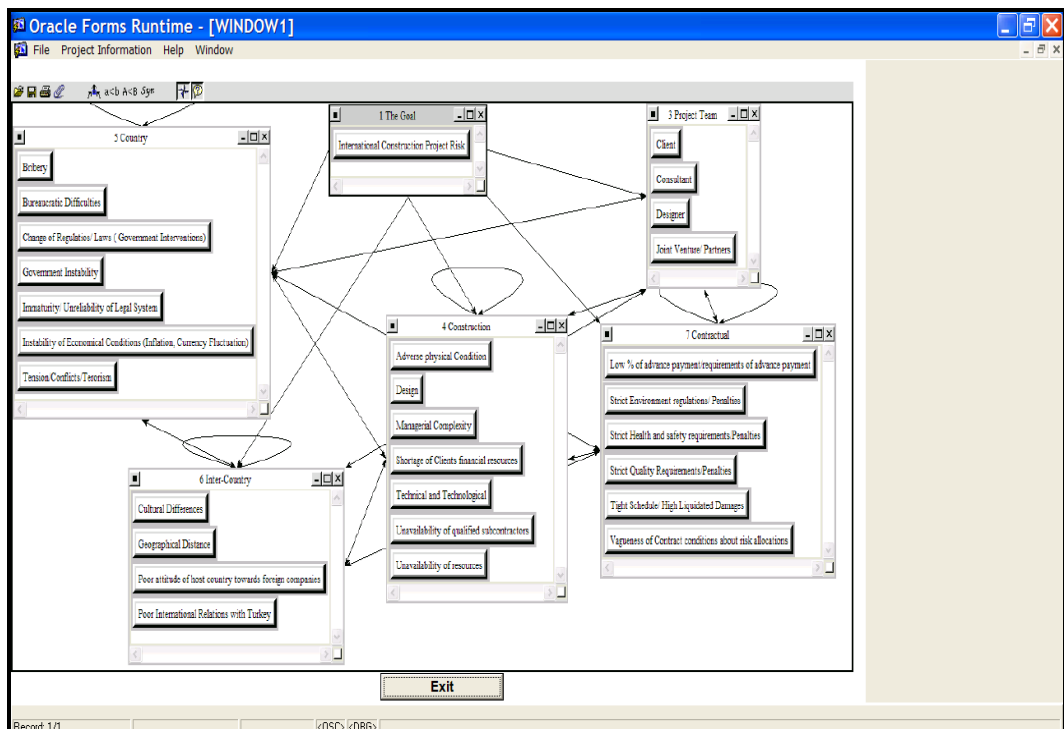 Oracle Forms Runtime - [WINDOW1]
File Project Information Help Window
a<b A<B Syn
1 The Goal
International Construction Project Risk
3 Project Team
Client
Consultant
Designer
Joint Venture/ Partners
5 Country
Bribery
Bureaucratic Difficulties
Change of Regulatios/ Laws ( Government Interventions)
Government Instability
Immaturity/ Unreliability of Legal System
Instability of Economical Conditions (Inflation, Currency Fluctuation)
Tension/Conflicts/Terorism
4 Construction
Adverse physical Condition
Design
Managerial Complexity
Shortage of Clients financial resources
Technical and Technological
Unavailability of qualified subcontractors
Unavailability of resources
7 Contractual
Low % of advance payment/requirements of advance payment
Strict Environment regulations/ Penalties
Strict Health and safety requirements/Penalties
Strict Quality Requirements/Penalties
Tight Schedule/ High Liquidated Damages
Vagueness of Contract conditions about risk allocations
6 Inter-Country
Cultural Differences
Geographical Distance
Poor attitude of host country towards foreign companies
Poor International Relations with Turkey
Exit
Record: 1/1 <OSC> <DBG>